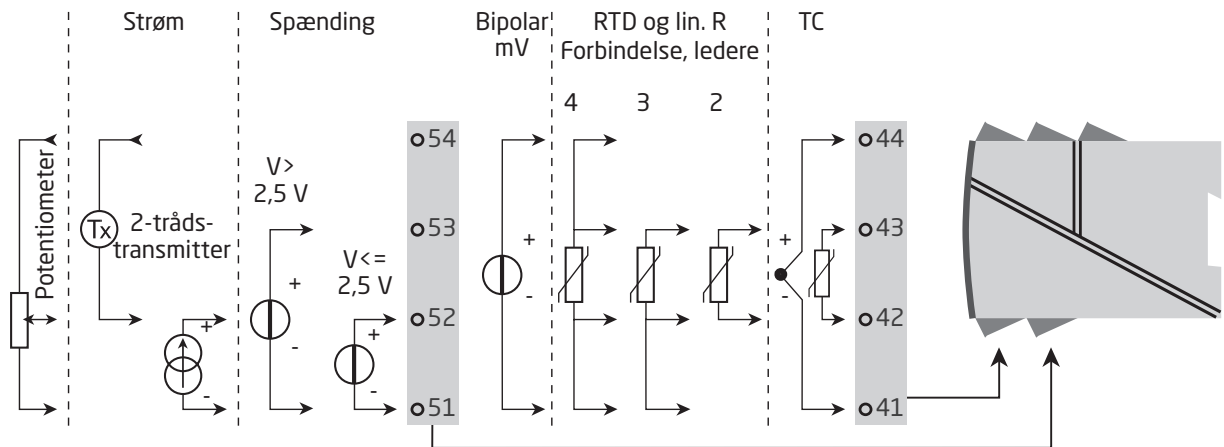 Strøm
Spænding
Bipolar
mV
RTD og lin. R
Forbindelse, ledere
TC
4
3
2
Potentiometer
Tx
2-tråds-
transmitter
+
-
V>
2,5 V
+
-
V<=
2,5 V
+
-
54
53
52
51
+
-
+
-
44
43
42
41